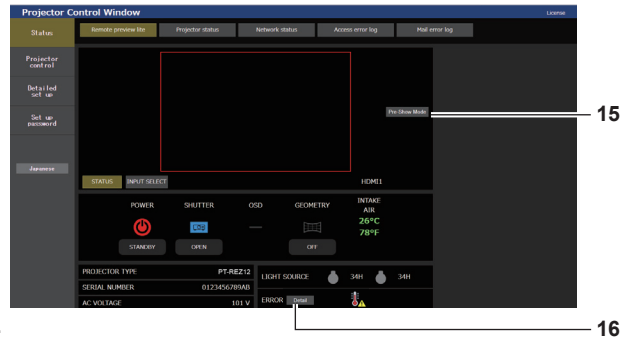 Projector Control Window License
Status Remote preview lite Projector status Network status Access error log Mail error log
Projector control
Detailed set up
Set up password
Japanese
Pre Show Mode 15
STATUS INPUT SELECT HDMI1
POWER SHUTTER OSD GEOMETRY INTAKE AIR
26°C
78°F
STANDBY OPEN OFF
PROJECTOR TYPE PT-REZ12
SERIAL NUMBER 0123456789AB
AC VOLTAGE 101 V
LIGHT SOURCE 34H 34H
ERROR Detail
16